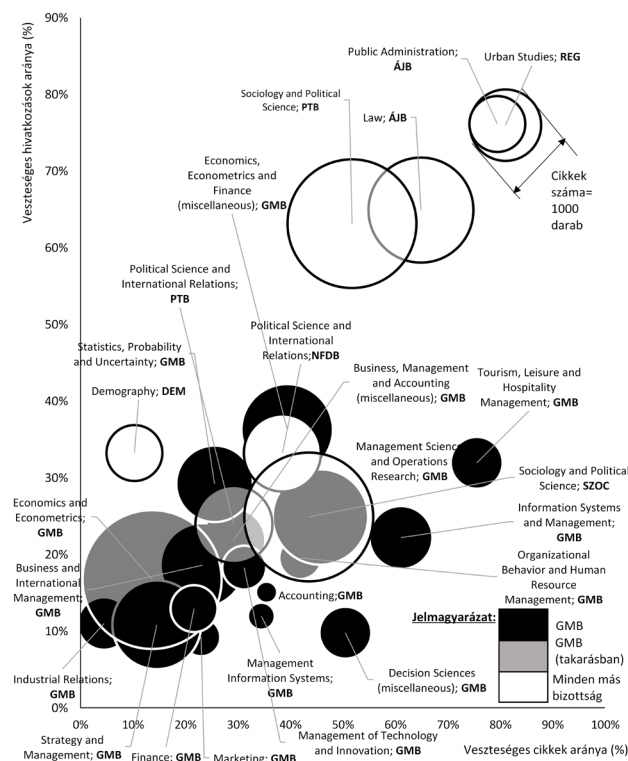 90%
80%
70%
60%
50%
40%
30%
20%
10%
0%
Veszteséges hivatkozások aránya (%)
Public Administration;
ÁJB
Urban Studies; REG
Sociology and Political
Science; PTB
Law; ÁJB
Cikkek
száma=
1000
darab
Economics,
Econometrics and
Finance
(miscellaneous); GMB
Political Science and
International Relations;
PTB
Statistics, Probability
and Uncertainty; GMB
Demography; DEM
Political Science and
International
Relations;NFDB
Business, Management
and Accounting
(miscellaneous); GMB
Tourism, Leisure and
Hospitality
Management; GMB
Management Science
and Operations
Research; GMB
Sociology and Political
Science; SZOC
Information Systems
and Management;
GMB
Organizational
Behavior and Human
Resource
Management; GMB
Economics and
Econometrics;
GMB
Business and
International
Management;
GMB
Accounting;GMB
Jelmagyarázat:
GMB
GMB
(takarásban)
Minden más
bizottság
Industrial Relations;
GMB
Management
Information Systems;
GMB
Decision Sciences
(miscellaneous); GMB
Strategy and
Management; GMB
Finance; GMB
Marketing; GMB
Management of Technology
and Innovation; GMB
0% 10% 20% 30% 40% 50% 60% 70% 80% 90% 100%
Veszteséges cikkek aránya (%)